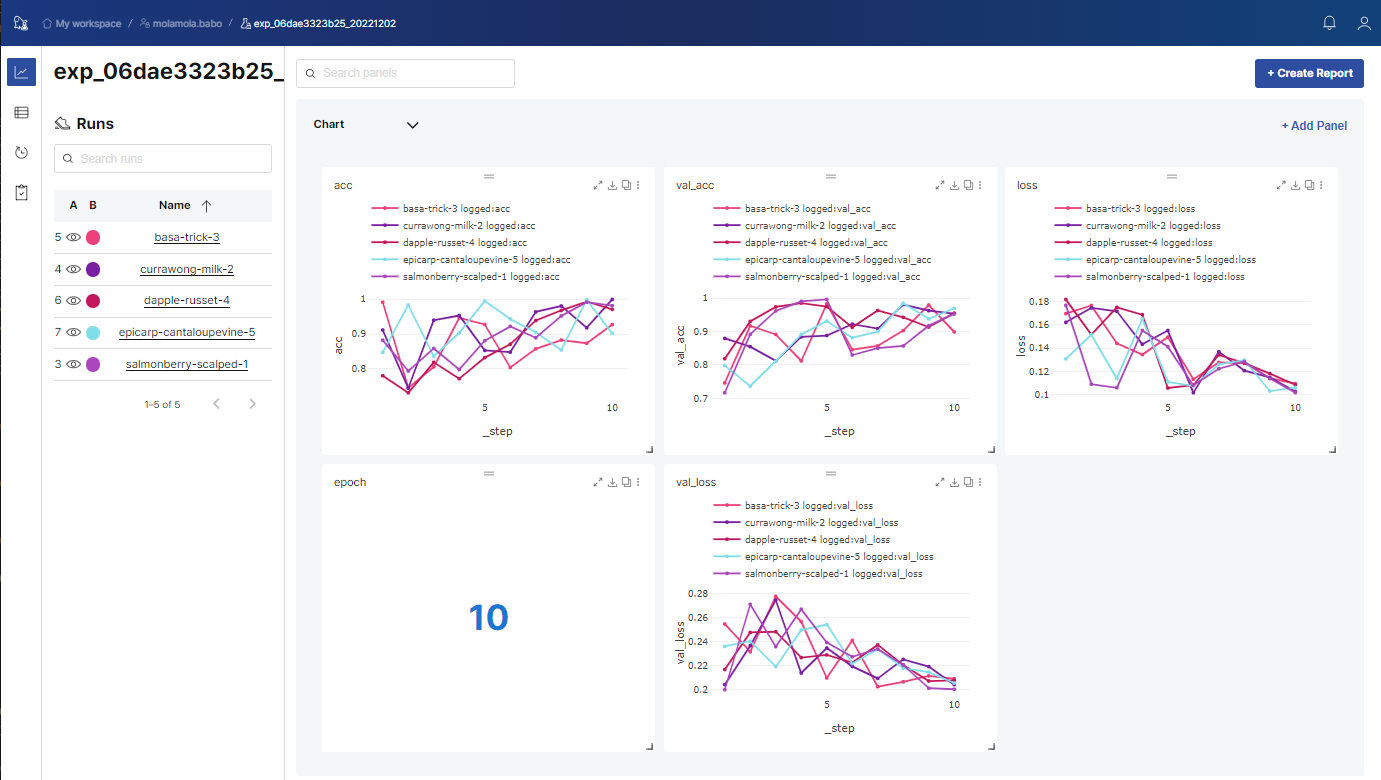 My workspace / molamola.babo / exp_06dae3323b25_20221202
exp_06dae3323b25_
Search panels
+ Create Report
Runs
Search runs
A B Name
5 basa-trick-3
4 currawong-milk-2
6 dapple-russet-4
7 epicarp-cantaloupevine-5
3 salmonberry-scalped-1
1–5 of 5
Chart
+ Add Panel
acc
basa-trick-3 logged:acc
currawong-milk-2 logged:acc
dapple-russet-4 logged:acc
epicarp-cantaloupevine-5 logged:acc
salmonberry-scalped-1 logged:acc
1
0.9
0.8
acc
5 10
_step
val_acc
basa-trick-3 logged:val_acc
currawong-milk-2 logged:val_acc
dapple-russet-4 logged:val_acc
epicarp-cantaloupevine-5 logged:val_acc
salmonberry-scalped-1 logged:val_acc
1
0.9
0.8
0.7
val_acc
5 10
_step
loss
basa-trick-3 logged:loss
currawong-milk-2 logged:loss
dapple-russet-4 logged:loss
epicarp-cantaloupevine-5 logged:loss
salmonberry-scalped-1 logged:loss
0.18
0.16
0.14
0.12
0.1
loss
5 10
_step
epoch
10
val_loss
basa-trick-3 logged:val_loss
currawong-milk-2 logged:val_loss
dapple-russet-4 logged:val_loss
epicarp-cantaloupevine-5 logged:val_loss
salmonberry-scalped-1 logged:val_loss
0.28
0.26
0.24
0.22
0.2
val_loss
5 10
_step